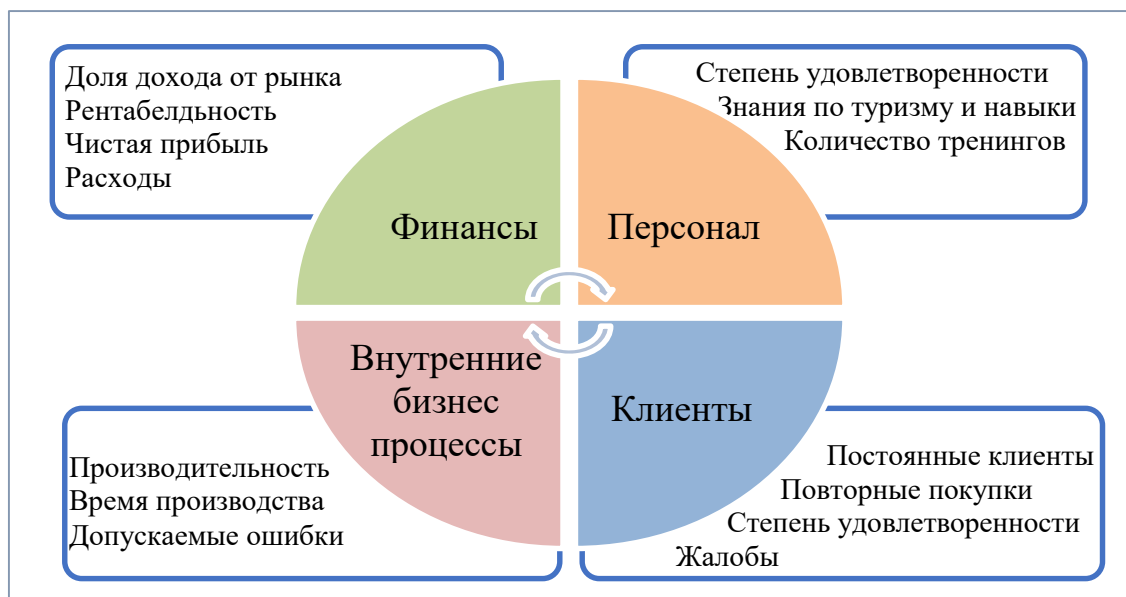 Доля дохода от рынка
Рентабелдьность
Чистая прибыль
Расходы
Степень удовлетворенности
Знания по туризму и навыки
Количество тренингов
Финансы
Персонал
Внутренние
бизнес
процессы
Клиенты
Производительность
Время производства
Допускаемые ошибки
Постоянные клиенты
Повторные покупки
Степень удовлетворенности
Жалобы